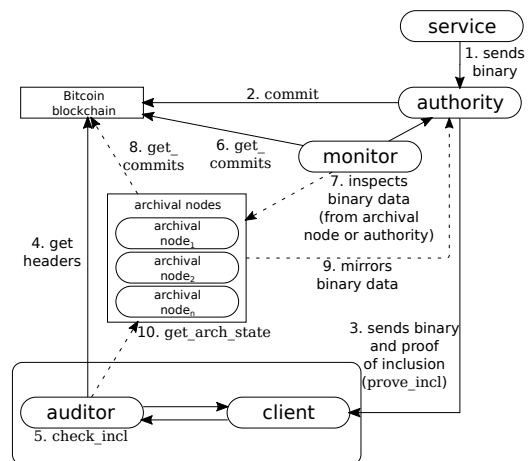 service
1. sends
binary
2. commit
authority
Bitcoin
blockchain
8. get_
commits
6. get_
commits
monitor
7. inspects
binary data
(from archival
node or authority)
archival nodes
archival
node1
archival
node2
archival
noden
4. get
headers
9. mirrors
binary data
10. get_arch_state
3. sends binary
and proof
of inclusion
(prove_incl)
auditor
client
5. check_incl